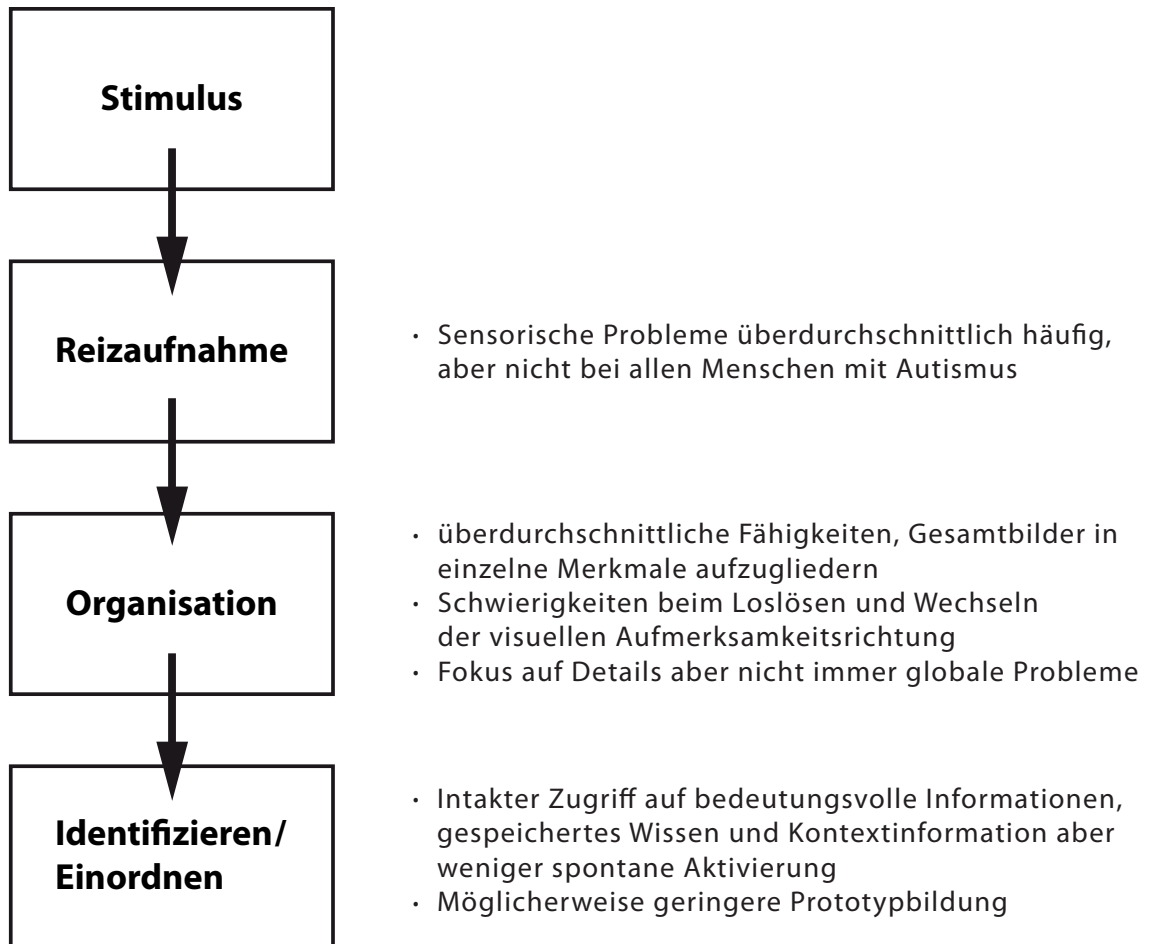 Stimulus
Reizaufnahme
· Sensorische Probleme überdurchschnittlich häufig,
aber nicht bei allen Menschen mit Autismus
Organisation
· überdurchschnittliche Fähigkeiten, Gesamtbilder in
einzelne Merkmale aufzugliedern
· Schwierigkeiten beim Loslösen und Wechseln
der visuellen Aufmerksamkeitsrichtung
· Fokus auf Details aber nicht immer globale Probleme
Identifizieren/
Einordnen
· Intakter Zugriff auf bedeutungsvolle Informationen,
gespeichertes Wissen und Kontextinformation aber
weniger spontane Aktivierung
· Möglicherweise geringere Prototypbildung